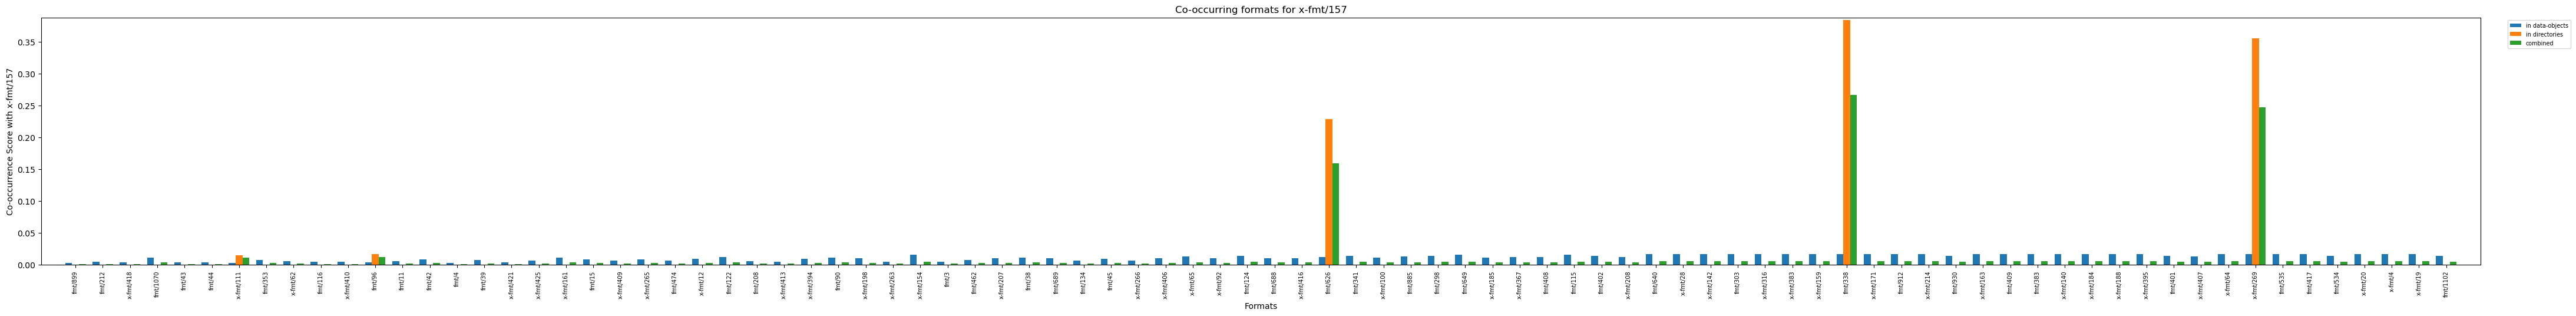 Co-occurring formats for x-fmt/157
in data-objects
in directories
combined
Co-occurrence Score with x-fmt/157
0.35
0.30
0.25
0.20
0.15
0.10
0.05
0.00
fmt/899
fmt/212
x-fmt/418
fmt/1070
fmt/43
fmt/44
x-fmt/111
fmt/353
x-fmt/62
fmt/116
x-fmt/410
fmt/96
fmt/11
fmt/42
fmt/4
fmt/39
x-fmt/421
x-fmt/425
x-fmt/161
fmt/15
x-fmt/409
x-fmt/265
fmt/474
x-fmt/12
fmt/122
fmt/208
x-fmt/413
x-fmt/394
fmt/50
x-fmt/198
x-fmt/263
x-fmt/154
fmt/3
fmt/462
x-fmt/207
fmt/38
fmt/689
fmt/134
fmt/45
x-fmt/266
x-fmt/406
x-fmt/65
x-fmt/92
fmt/124
fmt/688
x-fmt/416
fmt/626
fmt/341
x-fmt/100
fmt/885
fmt/298
fmt/649
x-fmt/185
x-fmt/367
fmt/408
fmt/115
fmt/402
x-fmt/208
fmt/640
x-fmt/28
x-fmt/142
fmt/303
x-fmt/316
x-fmt/383
x-fmt/159
fmt/338
x-fmt/171
fmt/912
x-fmt/214
fmt/930
x-fmt/163
fmt/409
fmt/383
x-fmt/140
x-fmt/184
x-fmt/188
x-fmt/395
fmt/401
x-fmt/407
x-fmt/64
x-fmt/269
fmt/535
fmt/417
fmt/534
x-fmt/20
x-fmt/4
x-fmt/19
fmt/1102
Formats